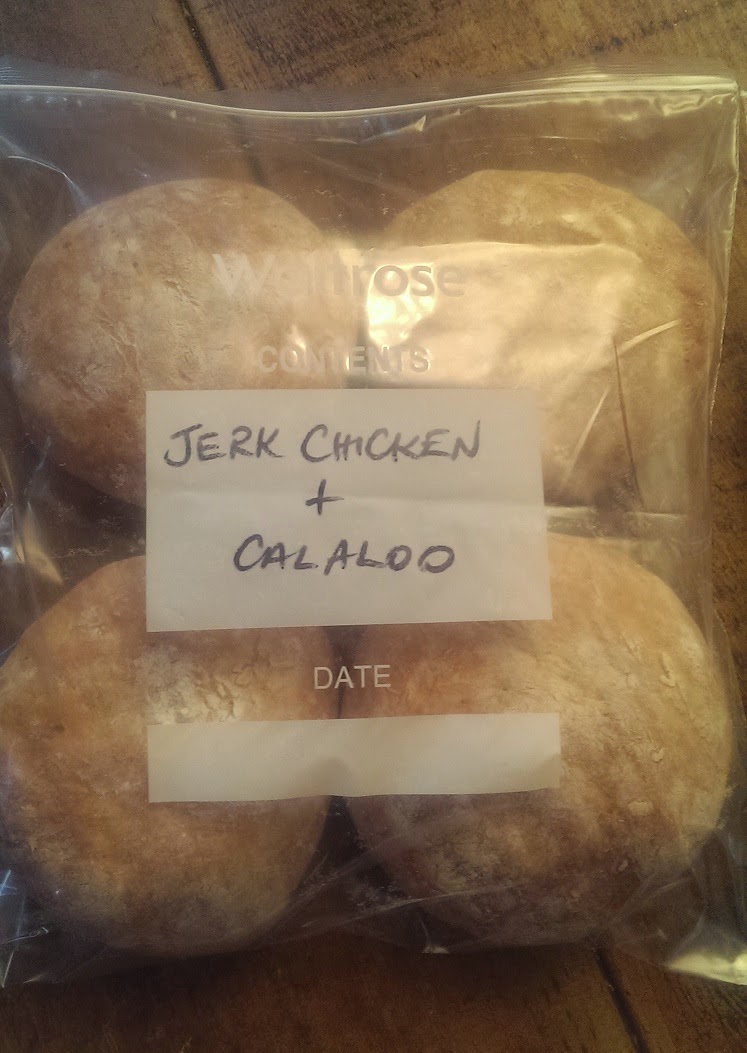 Waitrose
CONTENTS
JERK CHICKEN
+
CALALOO
DATE